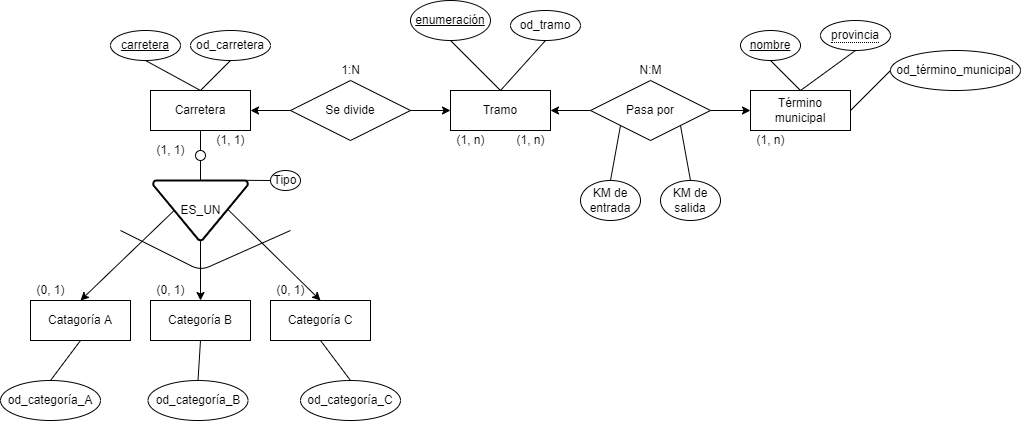 enumeración
od_tramo
carretera
od_carretera
nombre
provincia
od_término_municipal
1:N
N:M
Carretera
Se divide
Tramo
Pasa por
Término
municipal
(1, 1)
(1, 1)
(1, n)
(1, n)
(1, n)
Tipo
KM de
entrada
KM de
salida
ES_UN
(0, 1)
(0, 1)
(0, 1)
Catagoría A
Categoría B
Categoría C
od_categoría_A
od_categoría_B
od_categoría_C